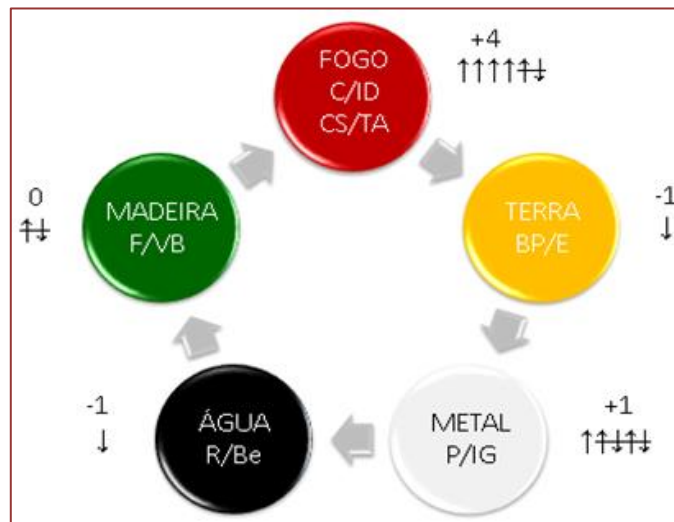 +4
↑↑↑↑↑↓
FOGO
C/ID
CS/TA
0
↑↓
MADEIRA
F/VB
TERRA
BP/E
-1
↓
-1
↓
ÁGUA
R/Be
METAL
P/IG
+1
↑↑↓↑↓